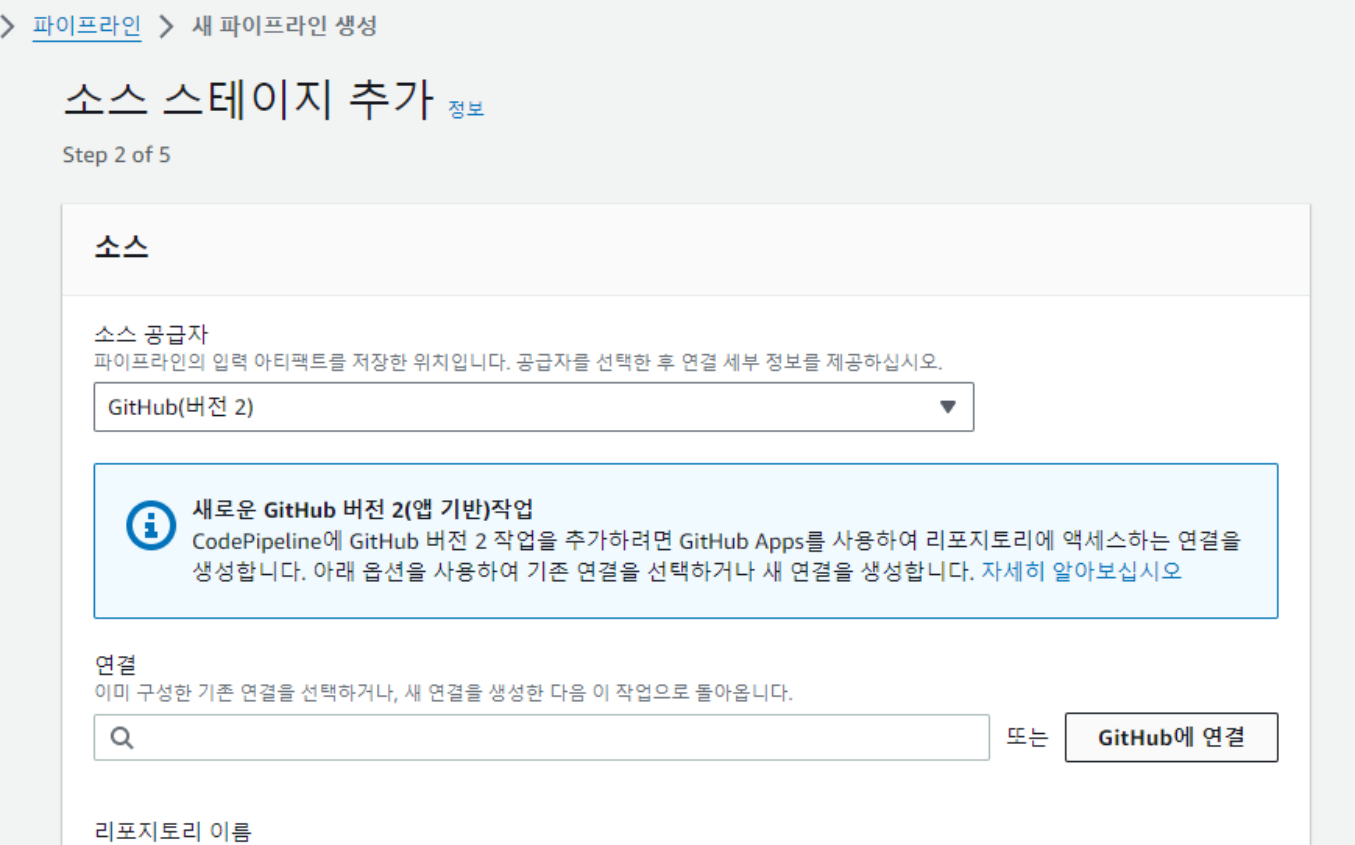 파이프라인 > 새 파이프라인 생성
소스 스테이지 추가 정보
Step 2 of 5
소스
소스 공급자
파이프라인의 입력 아티팩트를 저장한 위치입니다. 공급자를 선택한 후 연결 세부 정보를 제공하십시오.
GitHub(버전 2)
새로운 GitHub 버전 2(앱 기반)작업
CodePipeline에 GitHub 버전 2 작업을 추가하려면 GitHub Apps를 사용하여 리포지토리에 액세스하는 연결을
생성합니다. 아래 옵션을 사용하여 기존 연결을 선택하거나 새 연결을 생성합니다. 자세히 알아보십시오
연결
이미 구성한 기존 연결을 선택하거나, 새 연결을 생성한 다음 이 작업으로 돌아옵니다.
또는 GitHub에 연결
리포지토리 이름